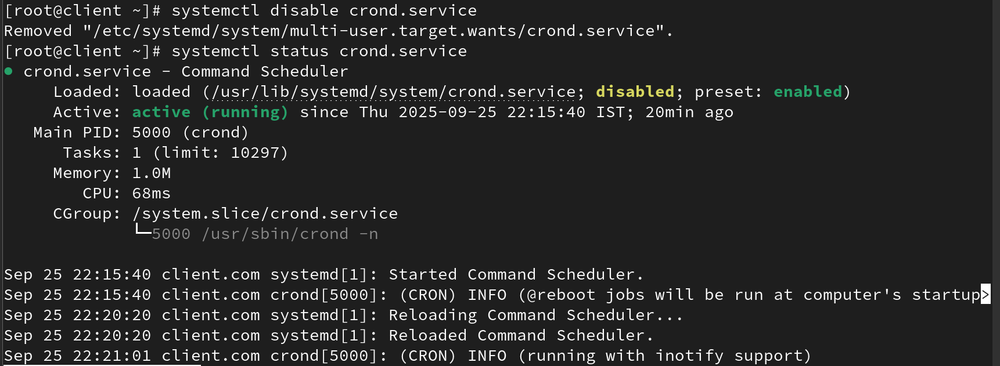 [root@client ~]# systemctl disable crond.service
Removed "/etc/systemd/system/multi-user.target.wants/crond.service".
[root@client ~]# systemctl status crond.service
● crond.service - Command Scheduler
     Loaded: loaded (/usr/lib/systemd/system/crond.service; disabled; preset: enabled)
     Active: active (running) since Thu 2025-09-25 22:15:40 IST; 20min ago
   Main PID: 5000 (crond)
      Tasks: 1 (limit: 10297)
     Memory: 1.0M
        CPU: 68ms
     CGroup: /system.slice/crond.service
             └─5000 /usr/sbin/crond -n

Sep 25 22:15:40 client.com systemd[1]: Started Command Scheduler.
Sep 25 22:15:40 client.com crond[5000]: (CRON) INFO (@reboot jobs will be run at computer's startup>
Sep 25 22:20:20 client.com systemd[1]: Reloading Command Scheduler...
Sep 25 22:20:20 client.com systemd[1]: Reloaded Command Scheduler.
Sep 25 22:21:01 client.com crond[5000]: (CRON) INFO (running with inotify support)